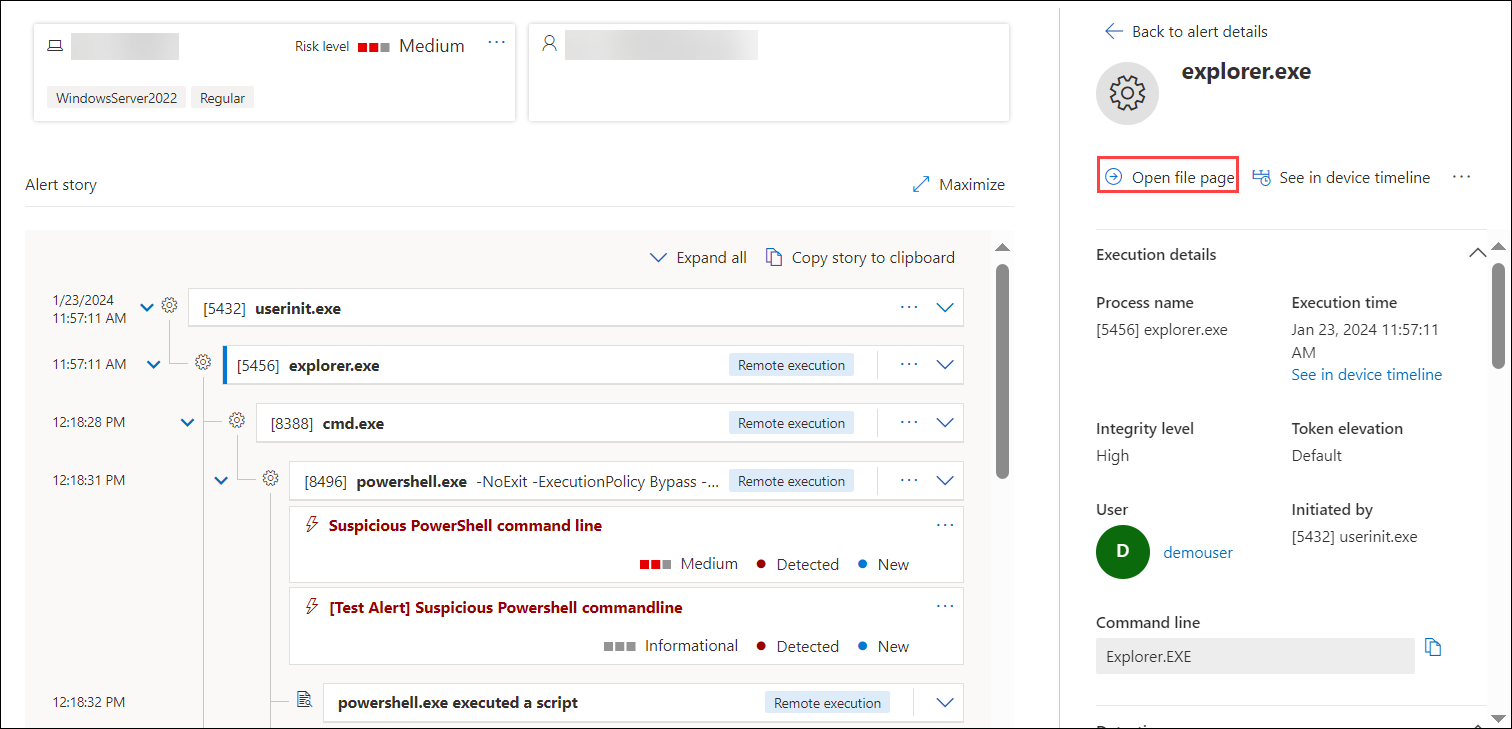 Risk level Medium ...
WindowsServer2022 Regular
Alert story
Maximize
Expand all Copy story to clipboard
1/23/2024
11:57:11 AM
[5432] userinit.exe ...
11:57:11 AM
[5456] explorer.exe Remote execution ...
12:18:28 PM
[8388] cmd.exe Remote execution ...
12:18:31 PM
[8496] powershell.exe -NoExit -ExecutionPolicy Bypass -... Remote execution ...
Suspicious PowerShell command line ...
Medium Detected New
[Test Alert] Suspicious Powershell commandline ...
Informational Detected New
12:18:32 PM
powershell.exe executed a script Remote execution
Back to alert details
explorer.exe
Open file page See in device timeline ...
Execution details
Process name
[5456] explorer.exe
Execution time
Jan 23, 2024 11:57:11
AM
See in device timeline
Integrity level
High
Token elevation
Default
User
D demouser
Initiated by
[5432] userinit.exe
Command line
Explorer.EXE